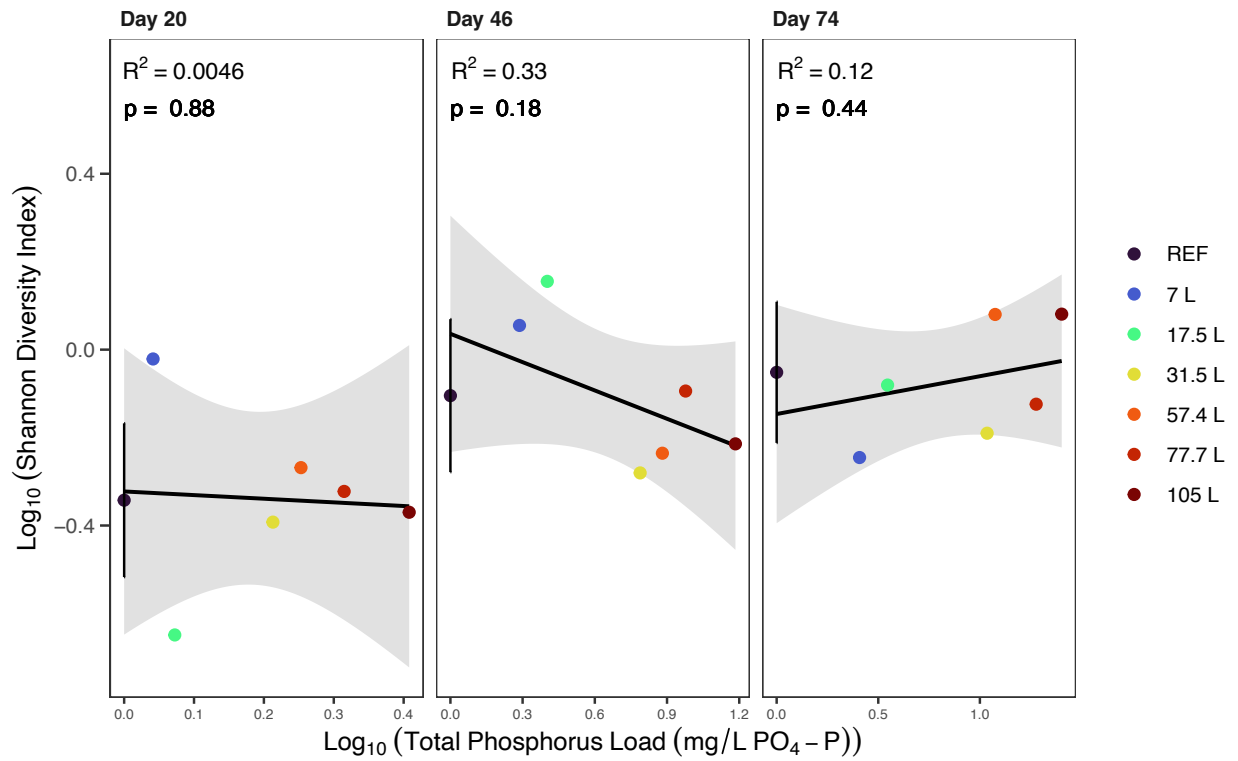 Day 20 Day 46 Day 74
R² = 0.0046 R² = 0.33 R² = 0.12
p = 0.88 p = 0.18 p = 0.44
Log₁₀ (Shannon Diversity Index)
0.4
0.0
−0.4
REF
7 L
17.5 L
31.5 L
57.4 L
77.7 L
105 L
0.0 0.1 0.2 0.3 0.4 0.0 0.3 0.6 0.9 1.2 0.0 0.5 1.0
Log₁₀ (Total Phosphorus Load (mg/L PO₄ − P))